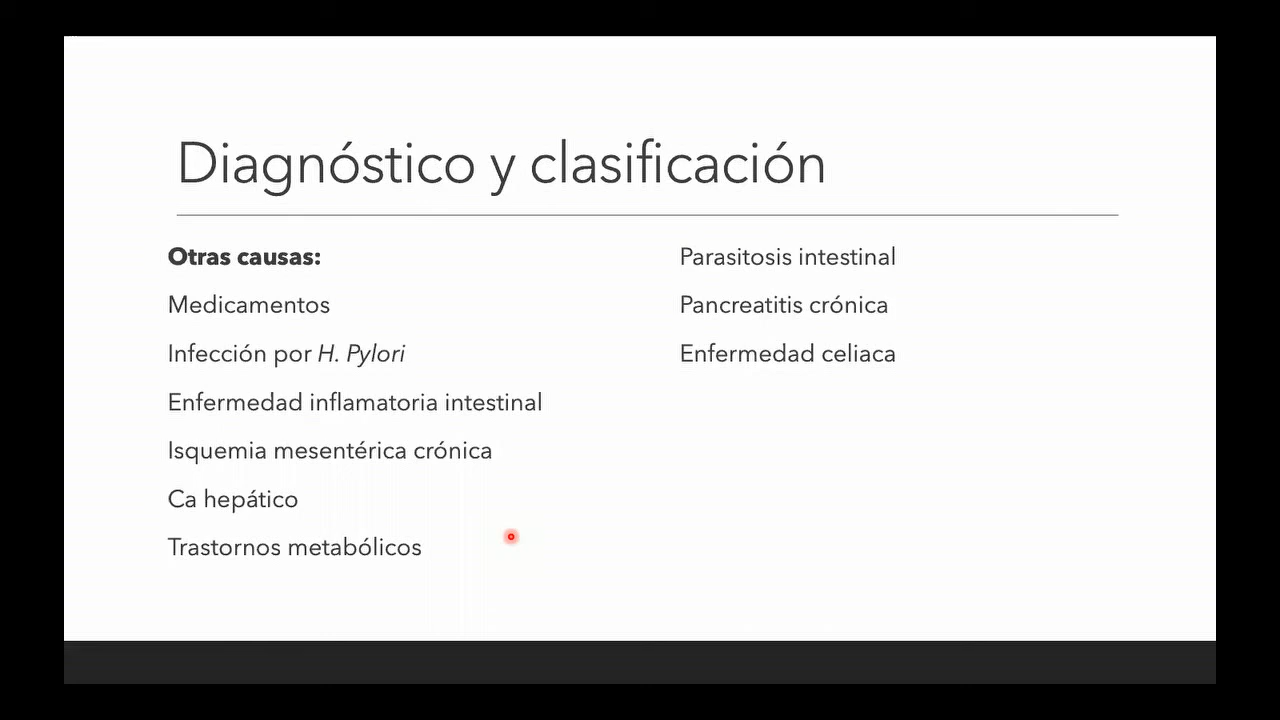 Diagnóstico y clasificación
Otras causas:
Medicamentos
Infección por H. Pylori
Enfermedad inflamatoria intestinal
Isquemia mesentérica crónica
Ca hepático
Trastornos metabólicos
Parasitosis intestinal
Pancreatitis crónica
Enfermedad celiaca